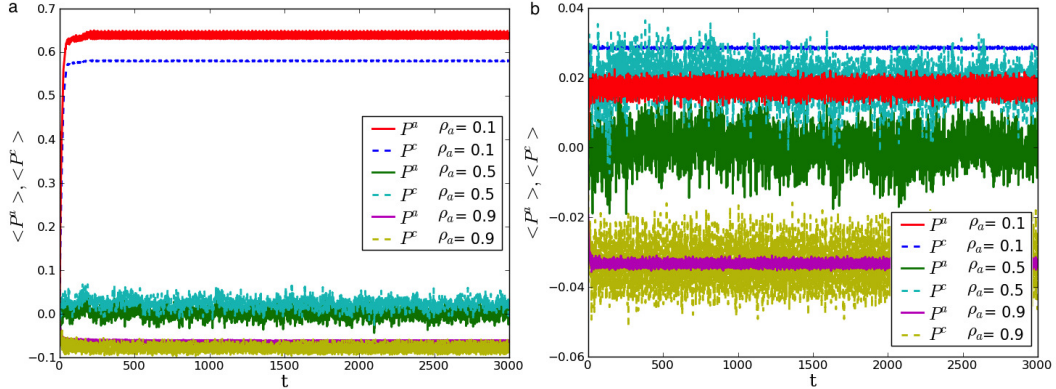 a
0.7
0.6
0.5
0.4
0.3
0.2
0.1
0.0
−0.1
<P^a>, <P^c>
0 500 1000 1500 2000 2500 3000
t
P^a ρ_a= 0.1
P^c ρ_a= 0.1
P^a ρ_a= 0.5
P^c ρ_a= 0.5
P^a ρ_a= 0.9
P^c ρ_a= 0.9
b
0.04
0.02
0.00
−0.02
−0.04
−0.06
<P^a>, <P^c>
0 500 1000 1500 2000 2500 3000
t
P^a ρ_a= 0.1
P^c ρ_a= 0.1
P^a ρ_a= 0.5
P^c ρ_a= 0.5
P^a ρ_a= 0.9
P^c ρ_a= 0.9